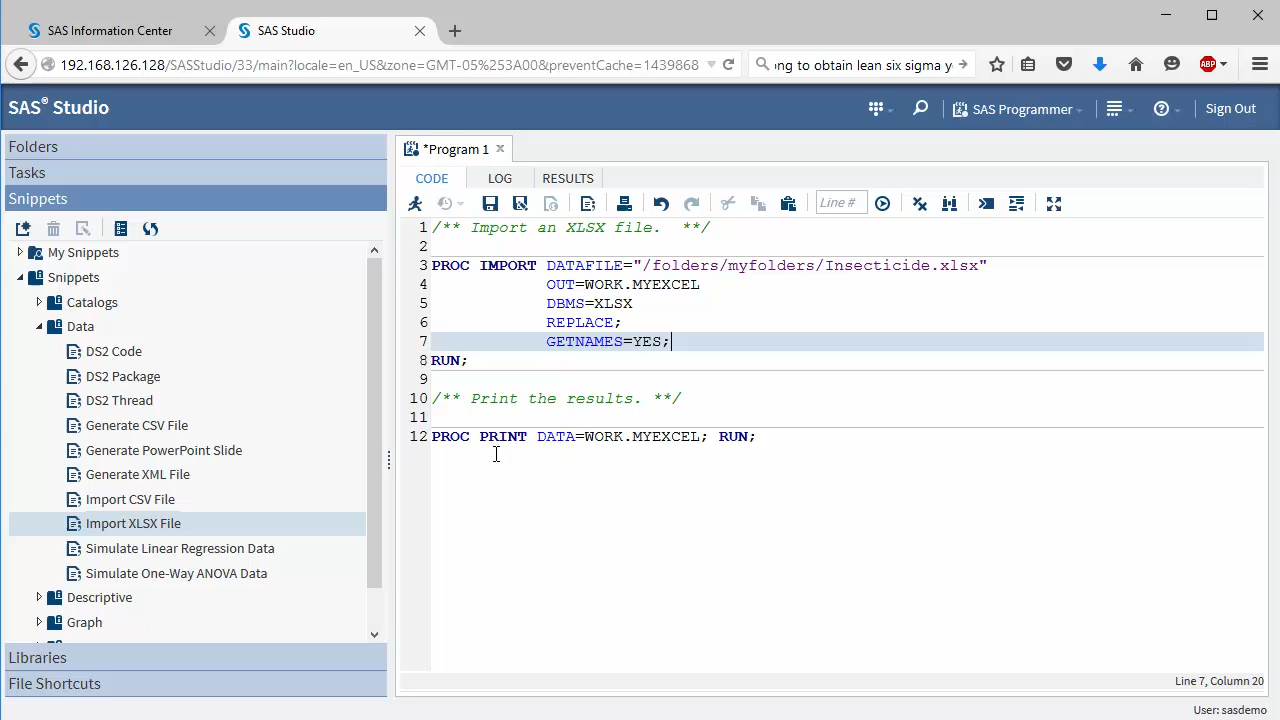 SAS Information Center
SAS Studio
192.168.126.128/SASStudio/33/main?locale=en_US&zone=GMT-05%253A00&preventCache=1439868
ng to obtain lean six sigma y
ABP
SAS® Studio
SAS Programmer
Sign Out
Folders
Tasks
Snippets
My Snippets
Snippets
Catalogs
Data
DS2 Code
DS2 Package
DS2 Thread
Generate CSV File
Generate PowerPoint Slide
Generate XML File
Import CSV File
Import XLSX File
Simulate Linear Regression Data
Simulate One-Way ANOVA Data
Descriptive
Graph
Libraries
File Shortcuts
*Program 1
CODE LOG RESULTS
Line #
1 /** Import an XLSX file.  **/
2
3 PROC IMPORT DATAFILE="/folders/myfolders/Insecticide.xlsx"
4 OUT=WORK.MYEXCEL
5 DBMS=XLSX
6 REPLACE;
7 GETNAMES=YES;
8 RUN;
9
10 /** Print the results. **/
11
12 PROC PRINT DATA=WORK.MYEXCEL; RUN;
Line 7, Column 20
User: sasdemo